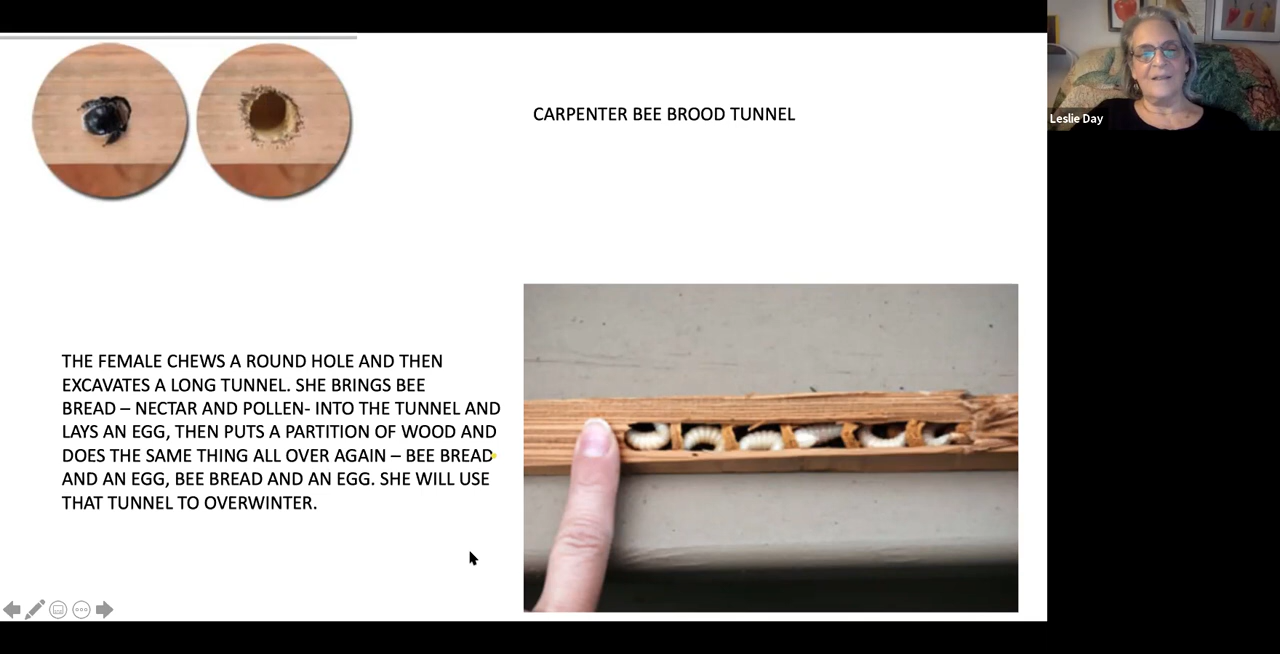 CARPENTER BEE BROOD TUNNEL
Leslie Day
THE FEMALE CHEWS A ROUND HOLE AND THEN
EXCAVATES A LONG TUNNEL. SHE BRINGS BEE
BREAD – NECTAR AND POLLEN- INTO THE TUNNEL AND
LAYS AN EGG, THEN PUTS A PARTITION OF WOOD AND
DOES THE SAME THING ALL OVER AGAIN – BEE BREAD
AND AN EGG, BEE BREAD AND AN EGG. SHE WILL USE
THAT TUNNEL TO OVERWINTER.